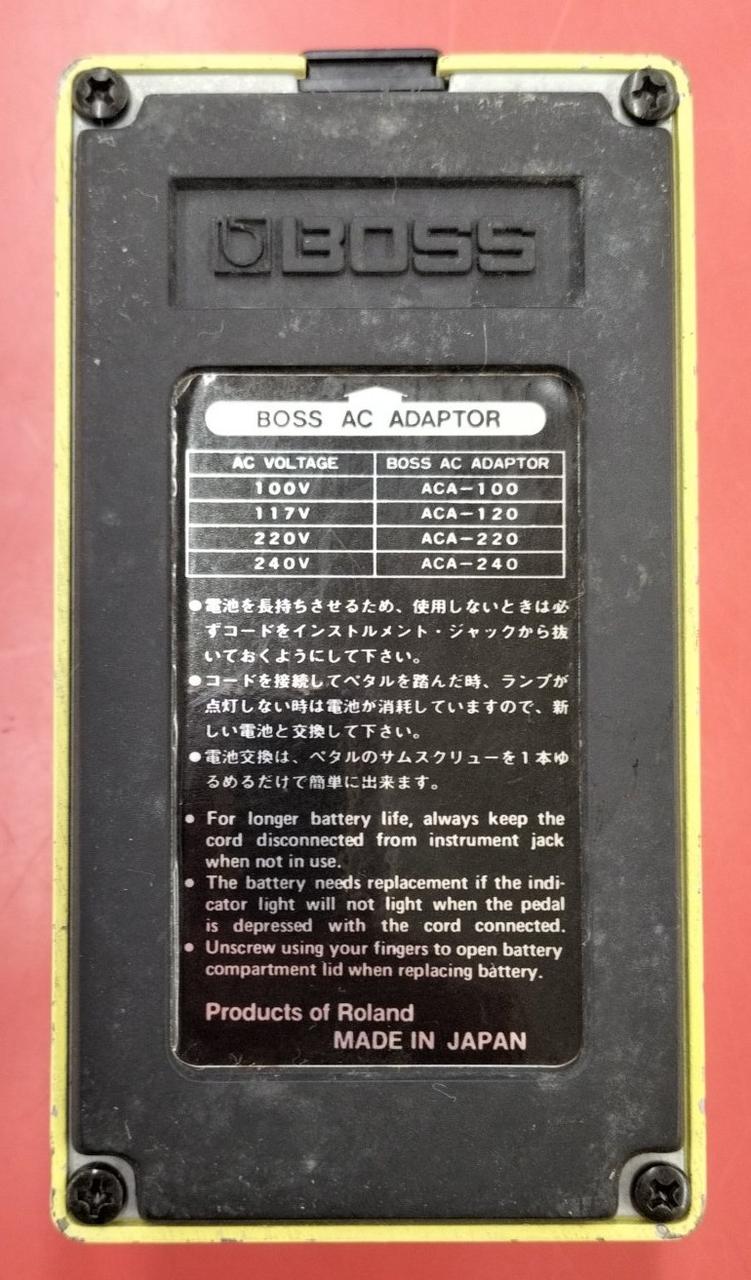 BOSS
BOSS AC ADAPTOR
AC VOLTAGE BOSS AC ADAPTOR
100V ACA-100
117V ACA-120
220V ACA-220
240V ACA-240
●電池を長持ちさせるため、使用しないときは必
ずコードをインストルメント・ジャックから抜
いておくようにして下さい。
●コードを接続してペタルを踏んだ時、ランプが
点灯しない時は電池が消耗していますので、新
しい電池と交換して下さい。
●電池交換は、ペタルのサムスクリューを1本ゆ
るめるだけで簡単に出来ます。
● For longer battery life, always keep the
cord disconnected from instrument jack
when not in use.
● The battery needs replacement if the indi-
cator light will not light when the pedal
is depressed with the cord connected.
● Unscrew using your fingers to open battery
compartment lid when replacing battery.
Products of Roland
MADE IN JAPAN